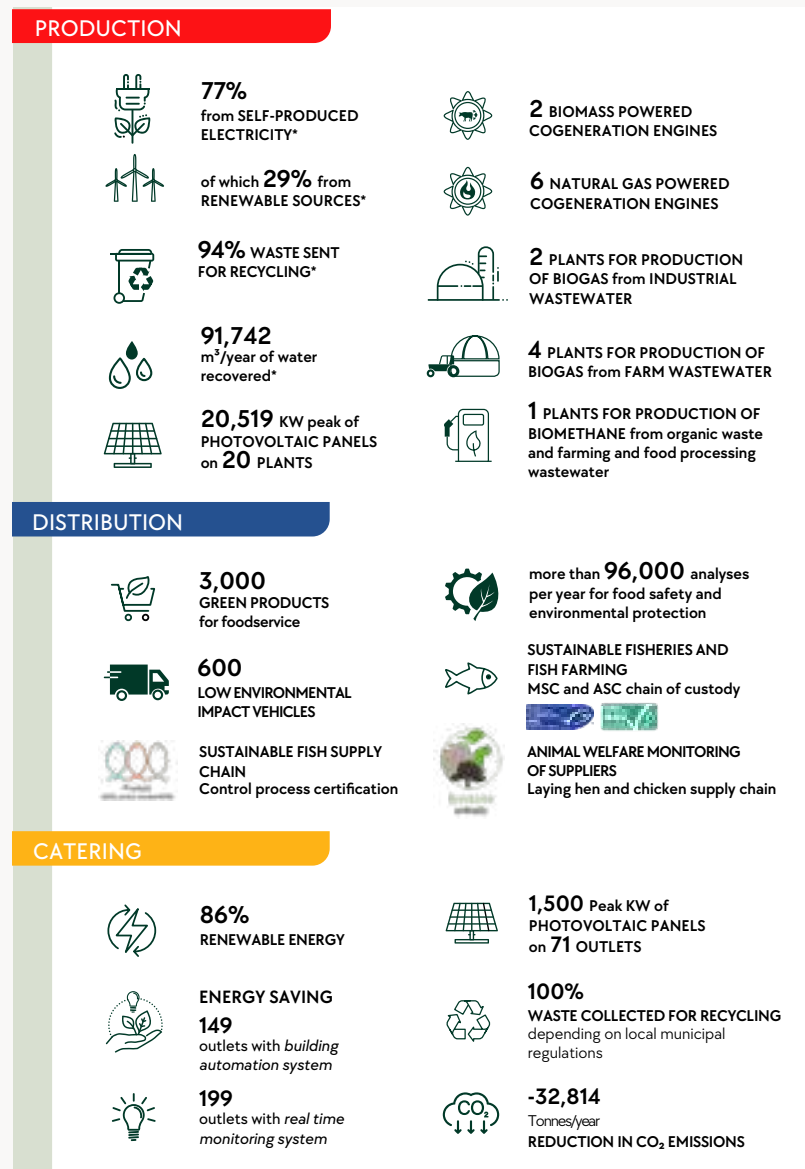 PRODUCTION
77%
from SELF-PRODUCED
ELECTRICITY*
of which 29% from
RENEWABLE SOURCES*
94% WASTE SENT
FOR RECYCLING*
91,742
m³/year of water
recovered*
20,519 KW peak of
PHOTOVOLTAIC PANELS
on 20 PLANTS
2 BIOMASS POWERED
COGENERATION ENGINES
6 NATURAL GAS POWERED
COGENERATION ENGINES
2 PLANTS FOR PRODUCTION
OF BIOGAS from INDUSTRIAL
WASTEWATER
4 PLANTS FOR PRODUCTION OF
BIOGAS from FARM WASTEWATER
1 PLANTS FOR PRODUCTION OF
BIOMETHANE from organic waste
and farming and food processing
wastewater
DISTRIBUTION
3,000
GREEN PRODUCTS
for foodservice
600
LOW ENVIRONMENTAL
IMPACT VEHICLES
SUSTAINABLE FISH SUPPLY
CHAIN
Control process certification
more than 96,000 analyses
per year for food safety and
environmental protection
SUSTAINABLE FISHERIES AND
FISH FARMING
MSC and ASC chain of custody
ANIMAL WELFARE MONITORING
OF SUPPLIERS
Laying hen and chicken supply chain
CATERING
86%
RENEWABLE ENERGY
ENERGY SAVING
149
outlets with building
automation system
199
outlets with real time
monitoring system
1,500 Peak KW of
PHOTOVOLTAIC PANELS
on 71 OUTLETS
100%
WASTE COLLECTED FOR RECYCLING
depending on local municipal
regulations
CO₂
-32,814
Tonnes/year
REDUCTION IN CO₂ EMISSIONS